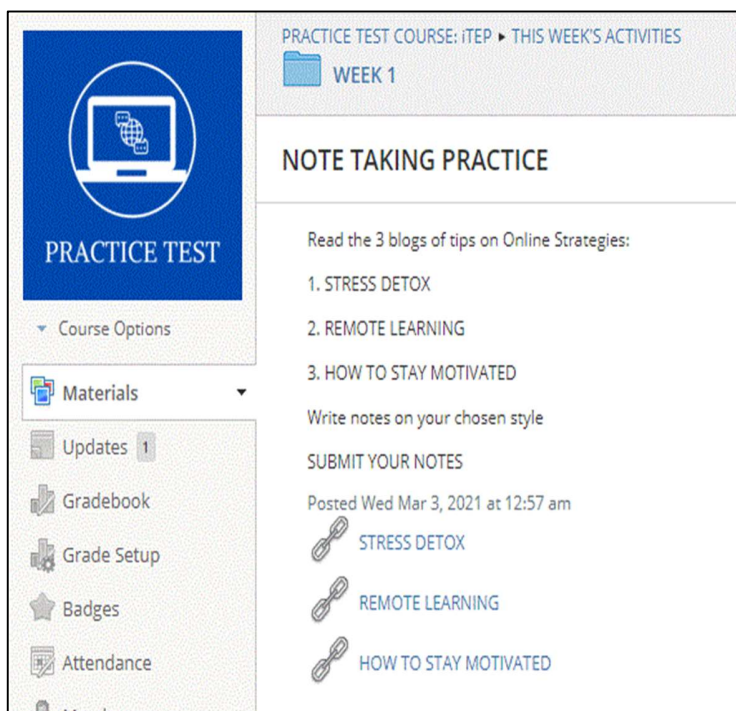 PRACTICE TEST
Course Options
Materials
Updates 1
Gradebook
Grade Setup
Badges
Attendance
PRACTICE TEST COURSE: iTEP ▸ THIS WEEK'S ACTIVITIES
WEEK 1
NOTE TAKING PRACTICE
Read the 3 blogs of tips on Online Strategies:
1. STRESS DETOX
2. REMOTE LEARNING
3. HOW TO STAY MOTIVATED
Write notes on your chosen style
SUBMIT YOUR NOTES
Posted Wed Mar 3, 2021 at 12:57 am
STRESS DETOX
REMOTE LEARNING
HOW TO STAY MOTIVATED